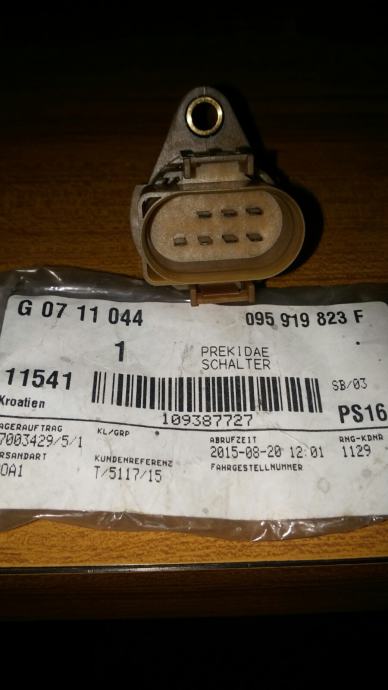 G 07 11 044 095 919 823 F
1 PREKIDAE
SCHALTER
11541 SB/03
Kroatien 109387727 PS16
AGERAUFTRAG KL/GRP ABRUFZEIT RNG-KDNR
7003429/5/1 2015-08-20 12:01 1129
ERSANDART KUNDENREFERENZ FAHRGESTELLNUMMER
OA1 T/5117/15